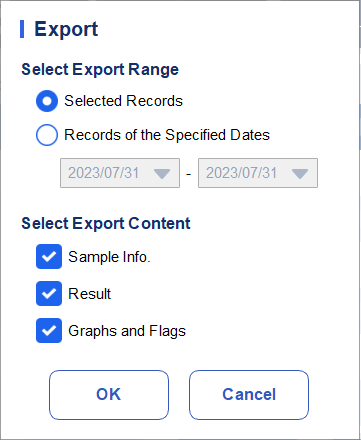 Export
Select Export Range
Selected Records
Records of the Specified Dates
2023/07/31 - 2023/07/31
Select Export Content
Sample Info.
Result
Graphs and Flags
OK Cancel